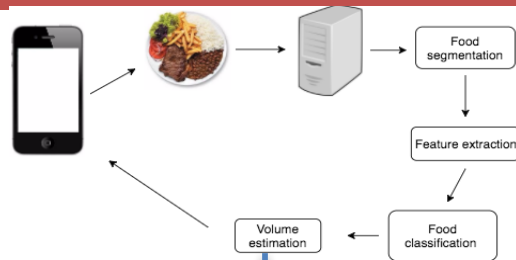 Food
segmentation
Feature extraction
Food
classification
Volume
estimation